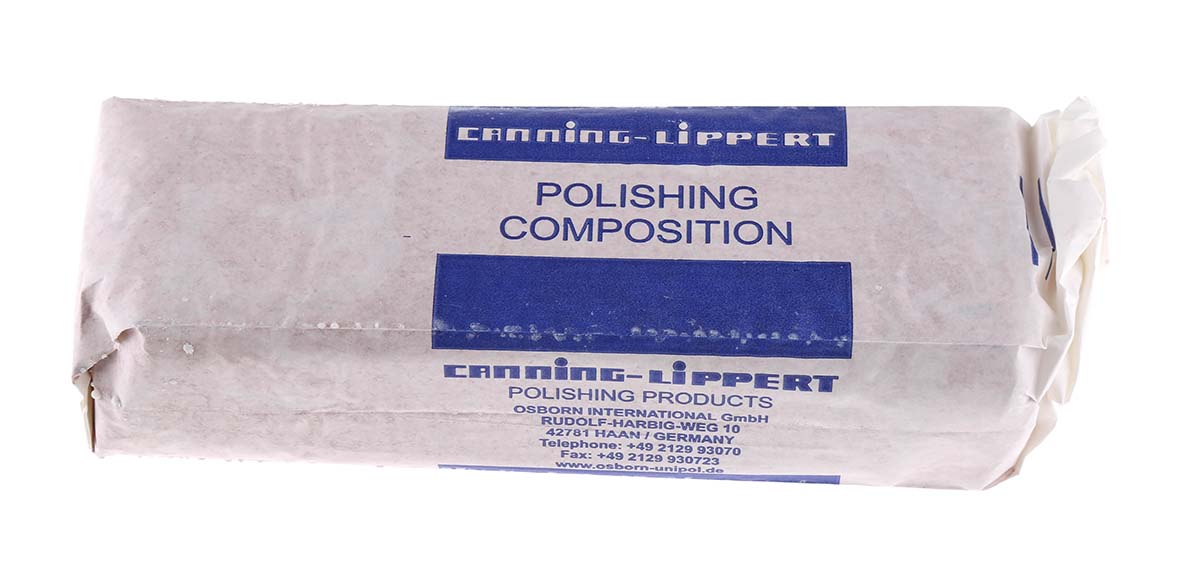 CANNING-LIPPERT
POLISHING
COMPOSITION
CANNING-LIPPERT
POLISHING PRODUCTS
OSBORN INTERNATIONAL GmbH
RUDOLF-HARBIG-WEG 10
42781 HAAN / GERMANY
Telephone: +49 2129 93070
Fax: +49 2129 930723
www.osborn-unipol.de